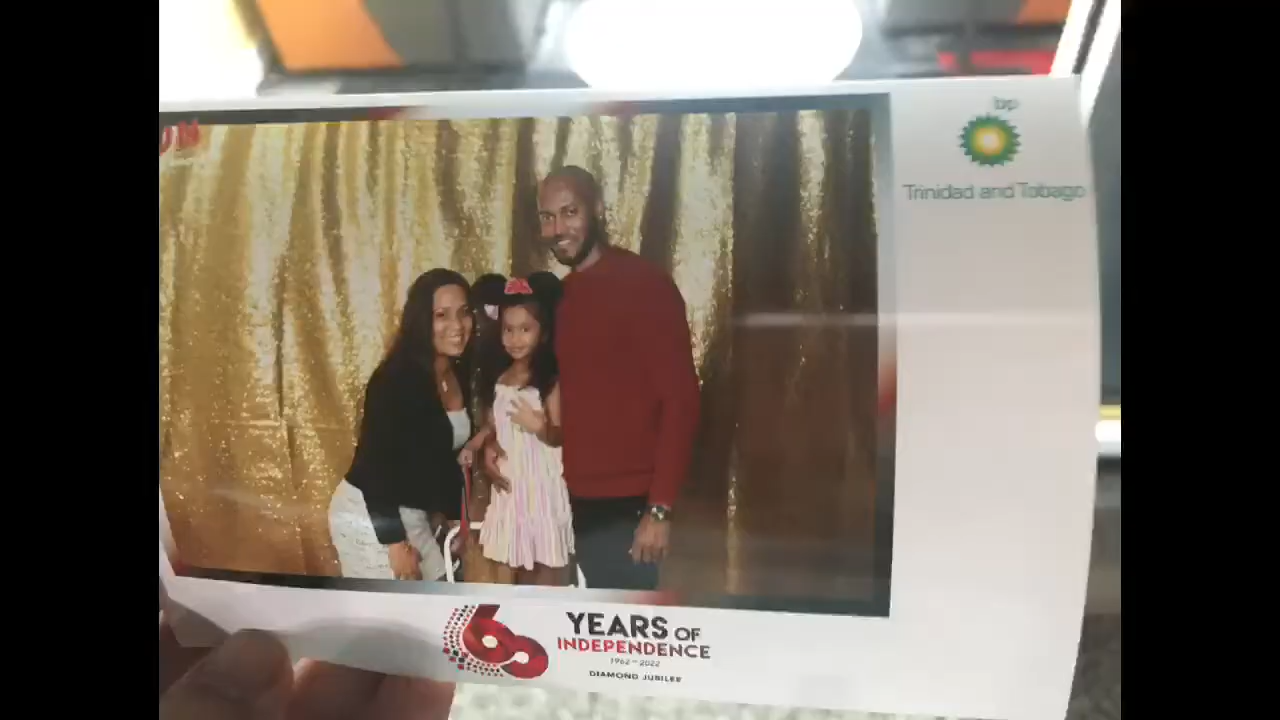 bp
Trinidad and Tobago
60 YEARS OF
INDEPENDENCE
1962 - 2022
DIAMOND JUBILEE